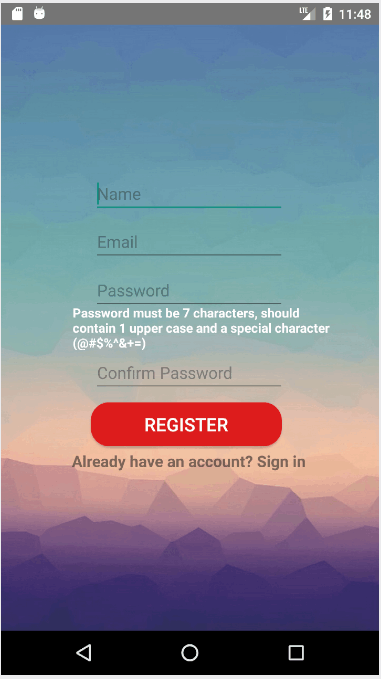 LTE 11:48
Name
Email
Password
Password must be 7 characters, should
contain 1 upper case and a special character
(@#$%^&+=)
Confirm Password
REGISTER
Already have an account? Sign in